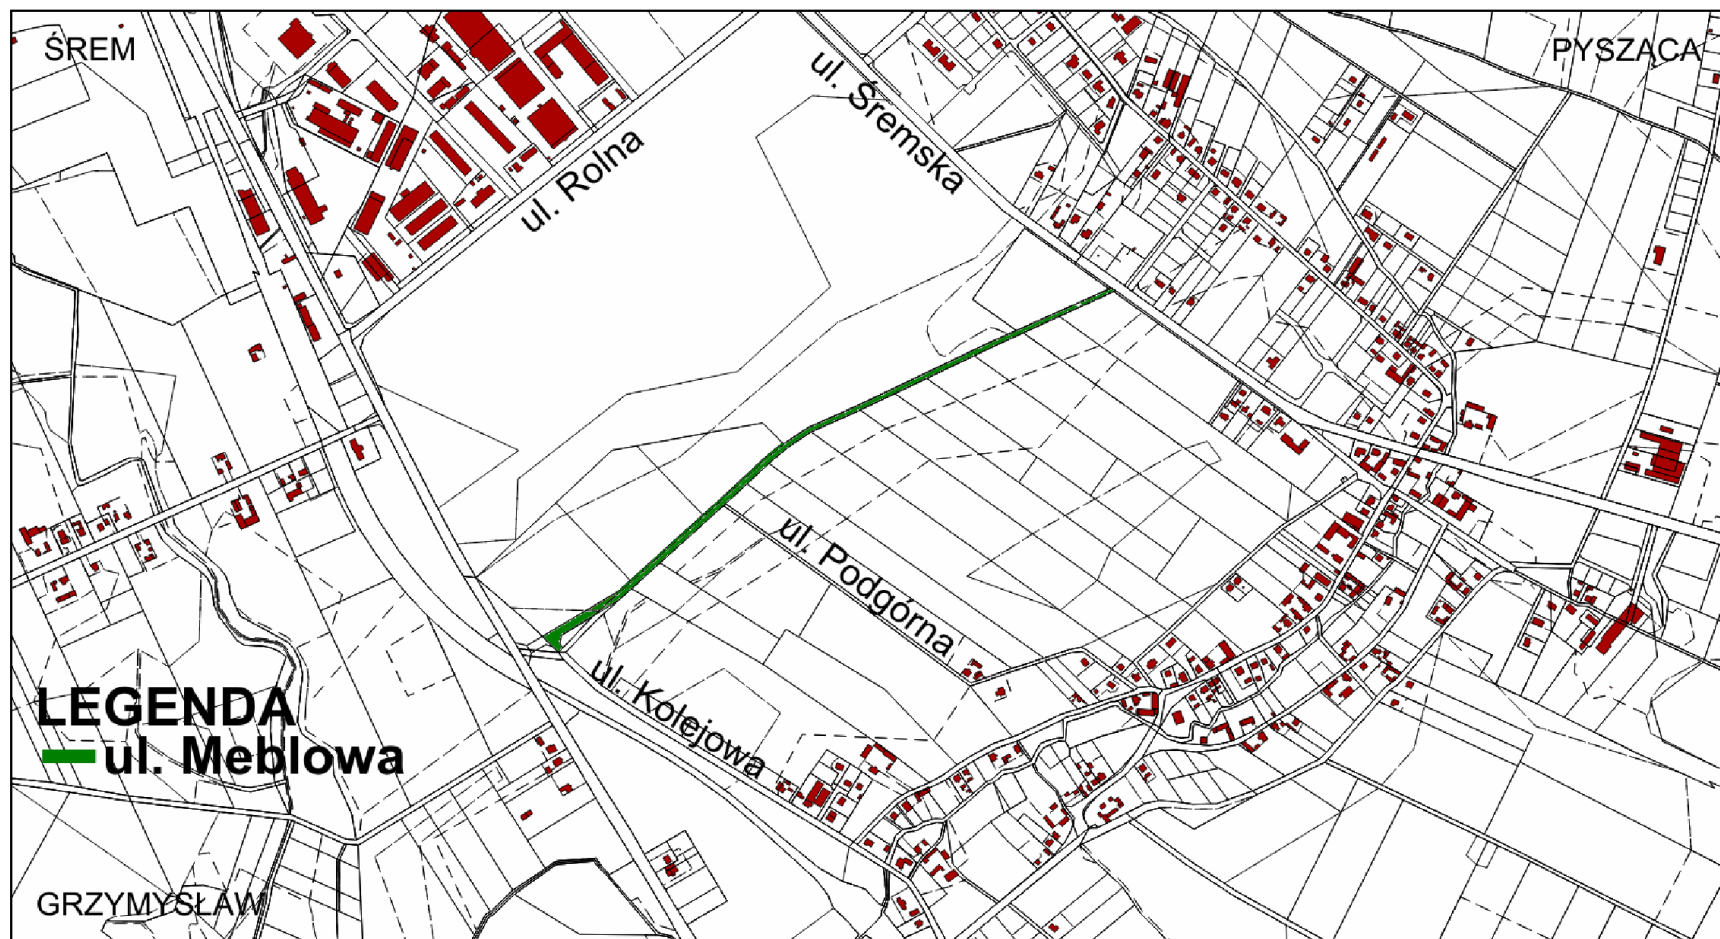 ŚREM
PYSZĄCA
ul. Śremska
ul. Rolna
ul. Podgórna
ul. Kolejowa
LEGENDA
ul. Meblowa
GRZYMYSŁAW